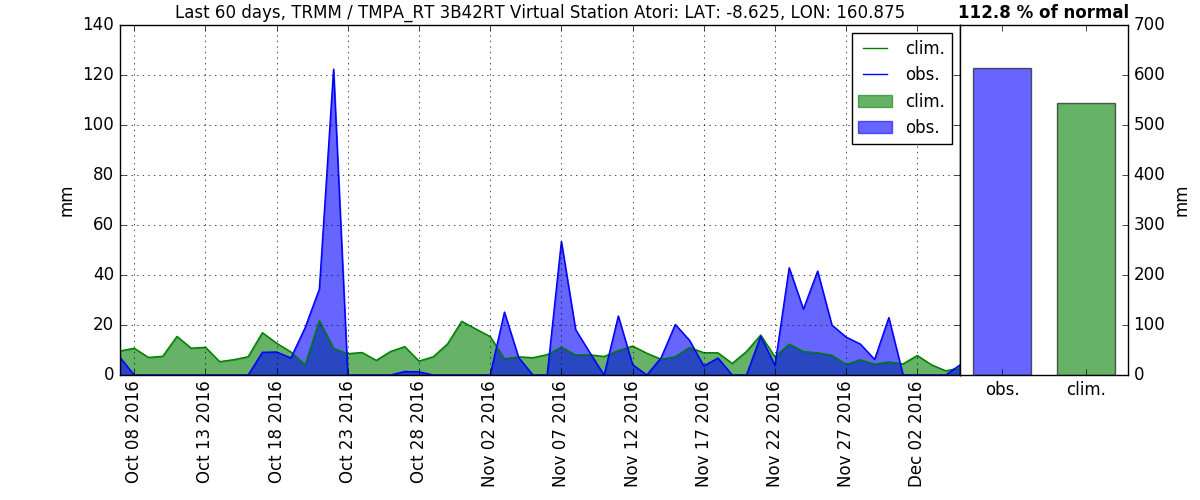 Last 60 days, TRMM / TMPA_RT 3B42RT Virtual Station Atori: LAT: -8.625, LON: 160.875
112.8 % of normal
140
120
100
80
60
40
20
0
mm
clim.
obs.
clim.
obs.
700
600
500
400
300
200
100
0
mm
obs.
clim.
Oct 08 2016
Oct 13 2016
Oct 18 2016
Oct 23 2016
Oct 28 2016
Nov 02 2016
Nov 07 2016
Nov 12 2016
Nov 17 2016
Nov 22 2016
Nov 27 2016
Dec 02 2016